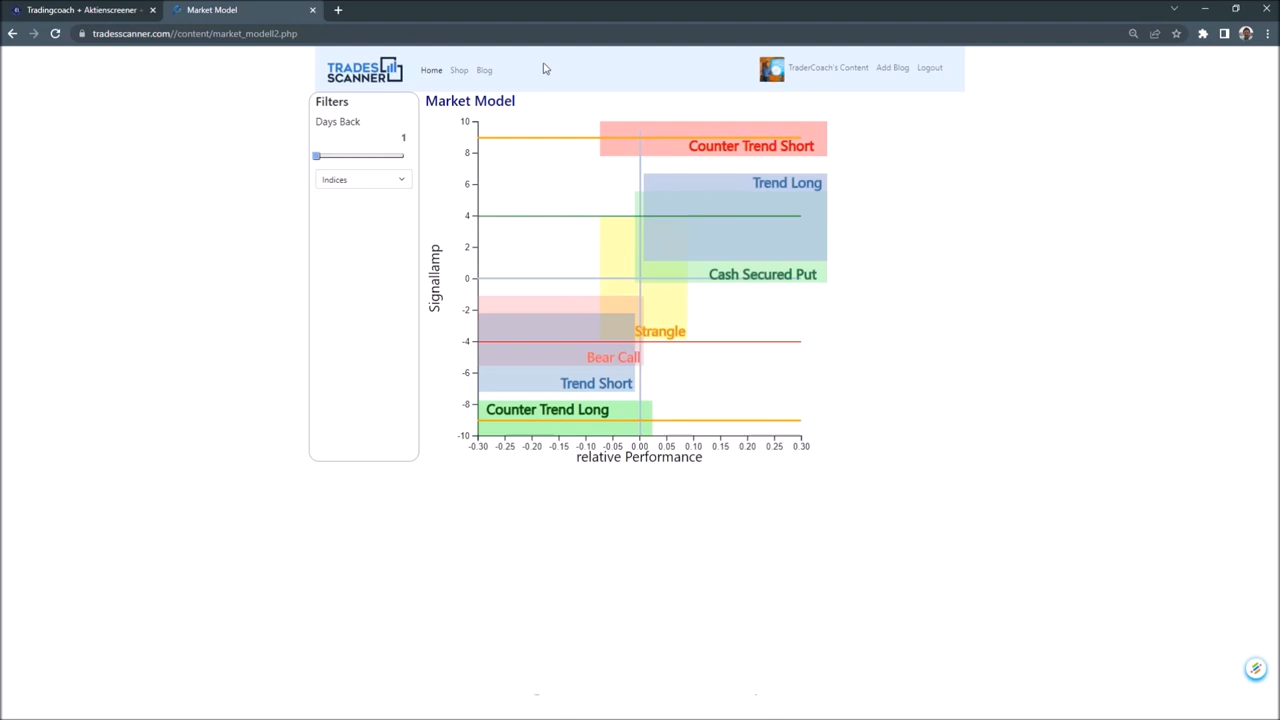 Tradingcoach + Aktienscreener -
Market Model
tradesscanner.com//content/market_modell2.php
TRADES
SCANNER
Home
Shop
Blog
TraderCoach's Content
Add Blog
Logout
Filters
Days Back
1
Indices
Market Model
10
8
6
4
2
0
-2
-4
-6
-8
-10
Signallamp
Counter Trend Short
Trend Long
Cash Secured Put
Strangle
Bear Call
Trend Short
Counter Trend Long
-0.30 -0.25 -0.20 -0.15 -0.10 -0.05 0.00 0.05 0.10 0.15 0.20 0.25 0.30
relative Performance